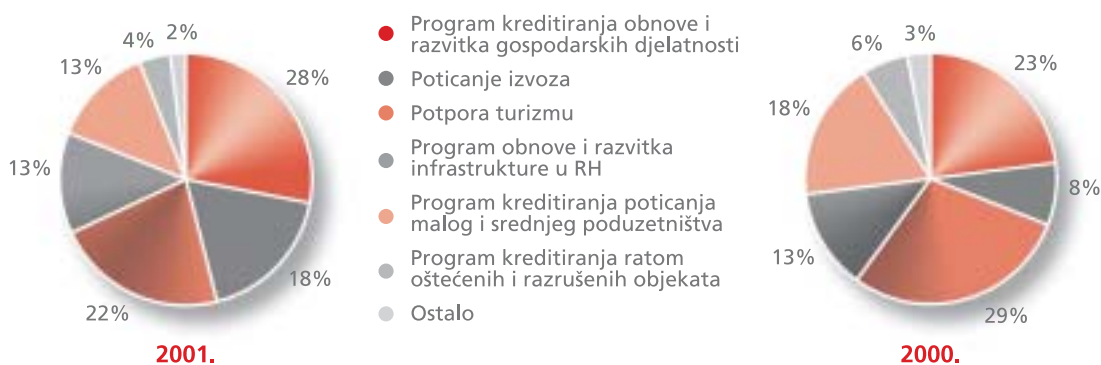 2%
4%
13%
28%
13%
18%
22%
2001.
Program kreditiranja obnove i
razvitka gospodarskih djelatnosti
Poticanje izvoza
Potpora turizmu
Program obnove i razvitka
infrastrukture u RH
Program kreditiranja poticanja
malog i srednjeg poduzetništva
Program kreditiranja ratom
oštećenih i razrušenih objekata
Ostalo
3%
6%
23%
18%
8%
13%
29%
2000.